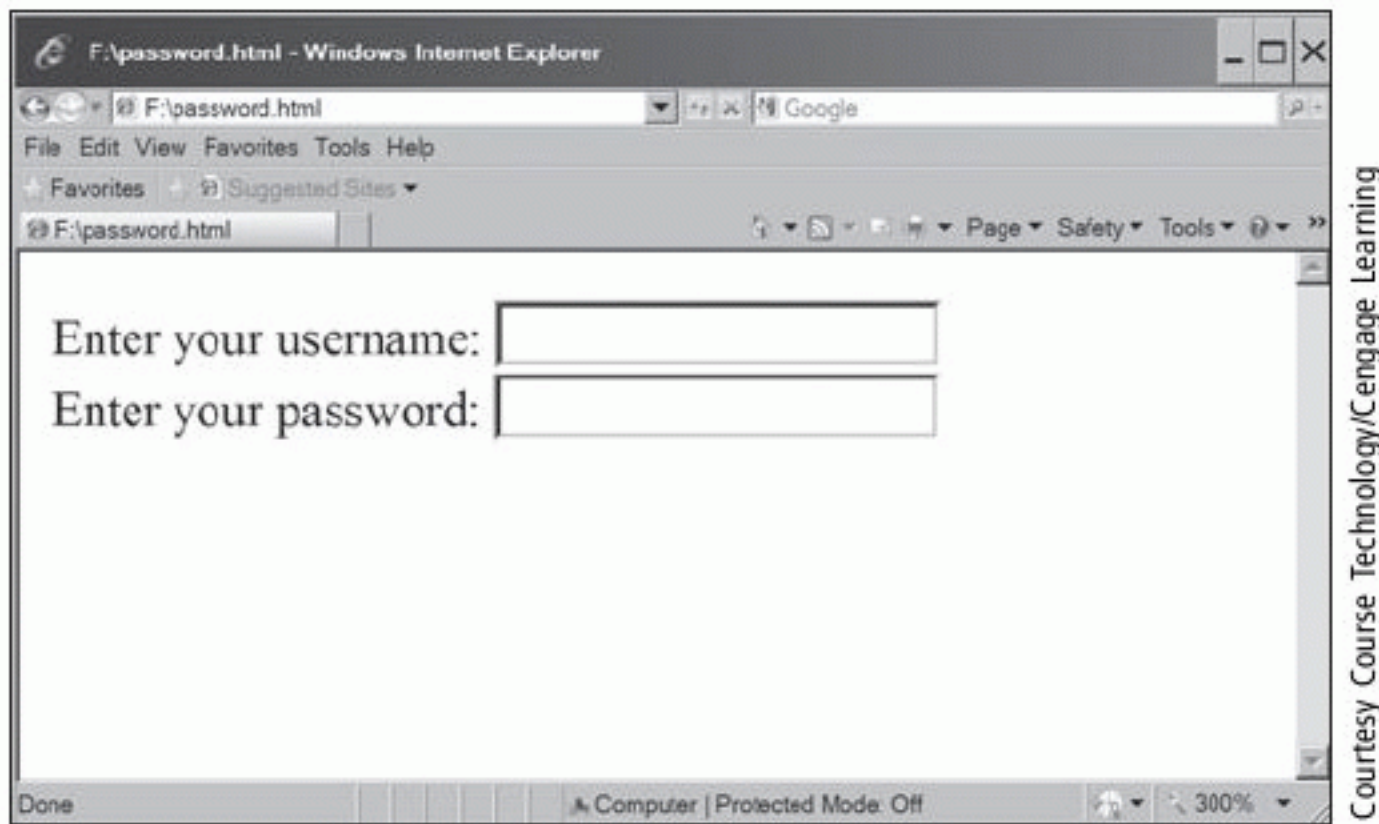 F:\password.html - Windows Internet Explorer
F:\password.html
Google
File Edit View Favorites Tools Help
Favorites Suggested Sites
F:\password.html Page Safety Tools »
Enter your username:
Enter your password:
Done Computer | Protected Mode: Off 300%
Courtesy Course Technology/Cengage Learning